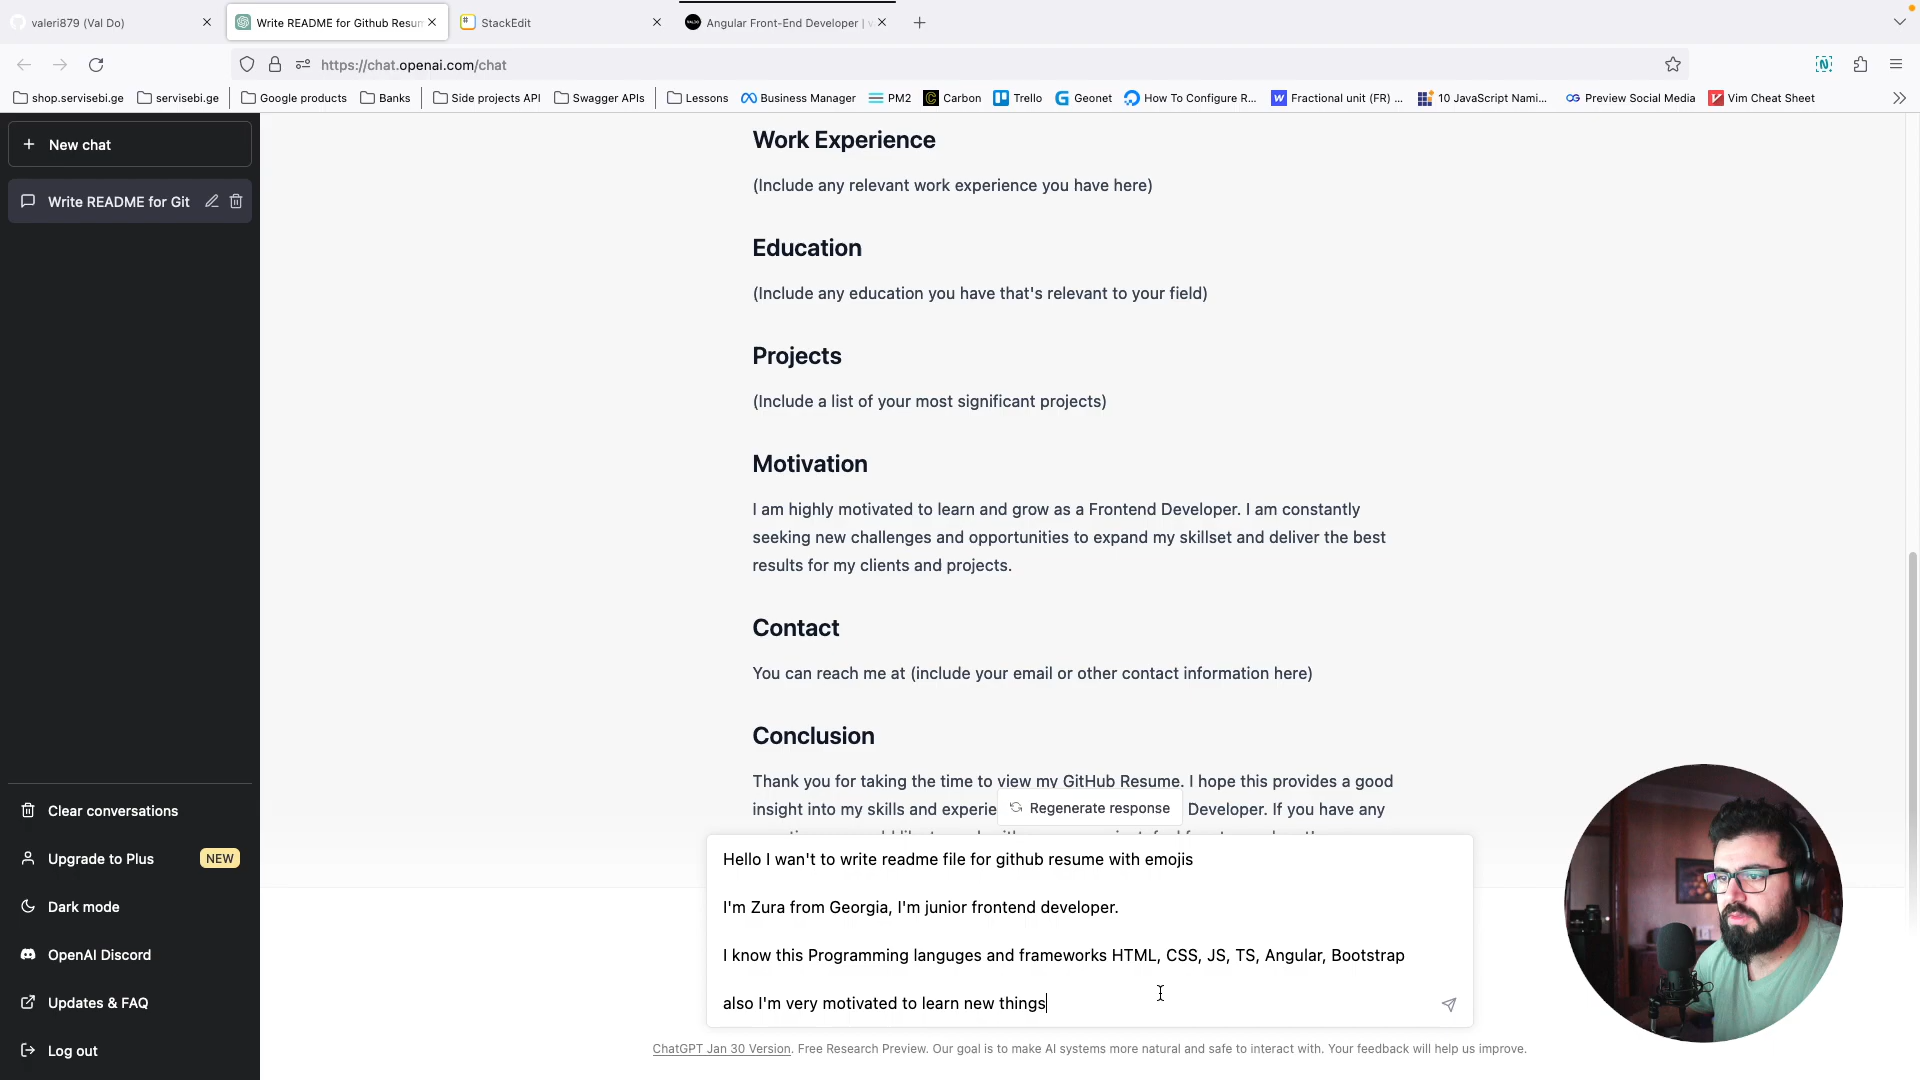 valeri879 (Val Do)
Write README for Github Resum
StackEdit
Angular Front-End Developer | v
https://chat.openai.com/chat
shop.servisebi.ge
servisebi.ge
Google products
Banks
Side projects API
Swagger APIs
Lessons
Business Manager
PM2
Carbon
Trello
Geonet
How To Configure R...
Fractional unit (FR) ...
10 JavaScript Nami...
Preview Social Media
Vim Cheat Sheet
New chat
Write README for Git
Work Experience
(Include any relevant work experience you have here)
Education
(Include any education you have that's relevant to your field)
Projects
(Include a list of your most significant projects)
Motivation
I am highly motivated to learn and grow as a Frontend Developer. I am constantly
seeking new challenges and opportunities to expand my skillset and deliver the best
results for my clients and projects.
Contact
You can reach me at (include your email or other contact information here)
Conclusion
Thank you for taking the time to view my GitHub Resume. I hope this provides a good
insight into my skills and experie
Developer. If you have any
Regenerate response
Hello I wan't to write readme file for github resume with emojis
I'm Zura from Georgia, I'm junior frontend developer.
I know this Programming languges and frameworks HTML, CSS, JS, TS, Angular, Bootstrap
also I'm very motivated to learn new things
ChatGPT Jan 30 Version. Free Research Preview. Our goal is to make AI systems more natural and safe to interact with. Your feedback will help us improve.
Clear conversations
Upgrade to Plus
NEW
Dark mode
OpenAI Discord
Updates & FAQ
Log out